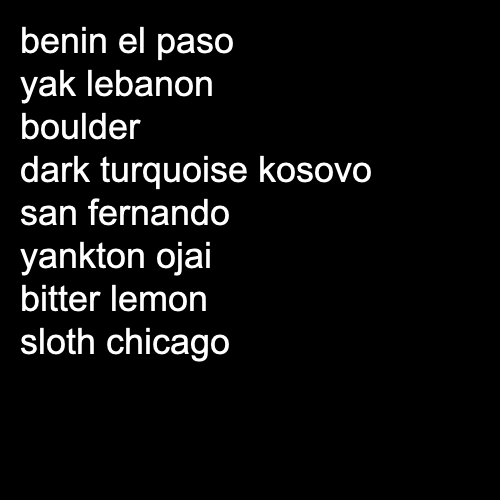 benin el paso
yak lebanon
boulder
dark turquoise kosovo
san fernando
yankton ojai
bitter lemon
sloth chicago